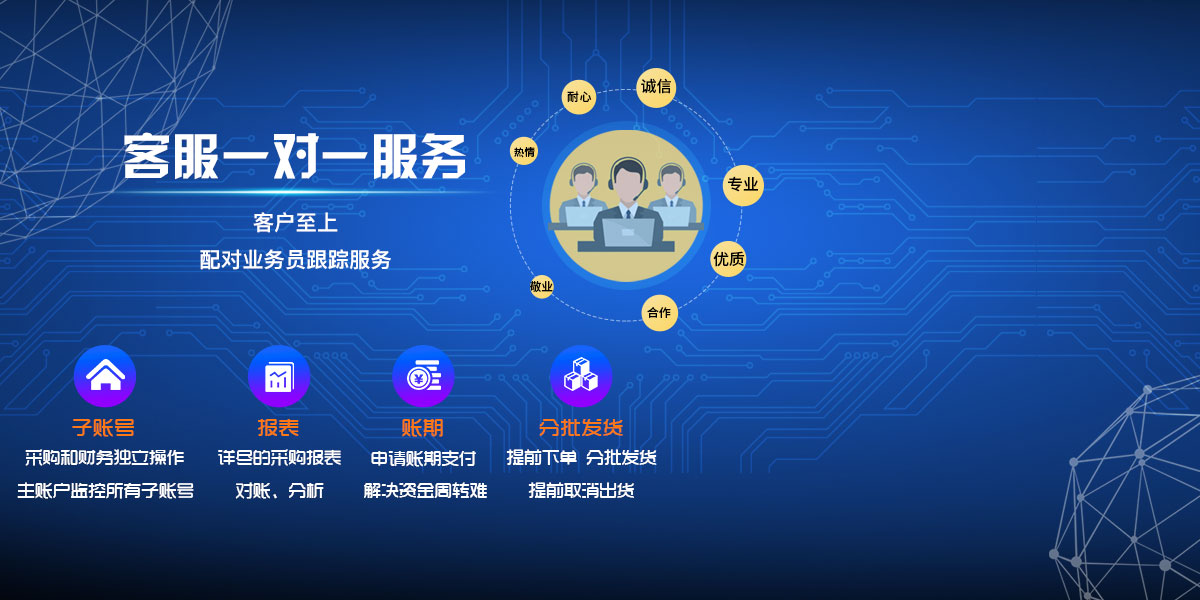 客服一对一服务
客户至上
配对业务员跟踪服务
诚信
耐心
热情
专业
优质
敬业
合作
¥
子账号
采购和财务独立操作
主账户监控所有子账号
报表
详尽的采购报表
对账、分析
账期
申请账期支付
解决资金周转难
分批发货
提前下单 分批发货
提前取消出货